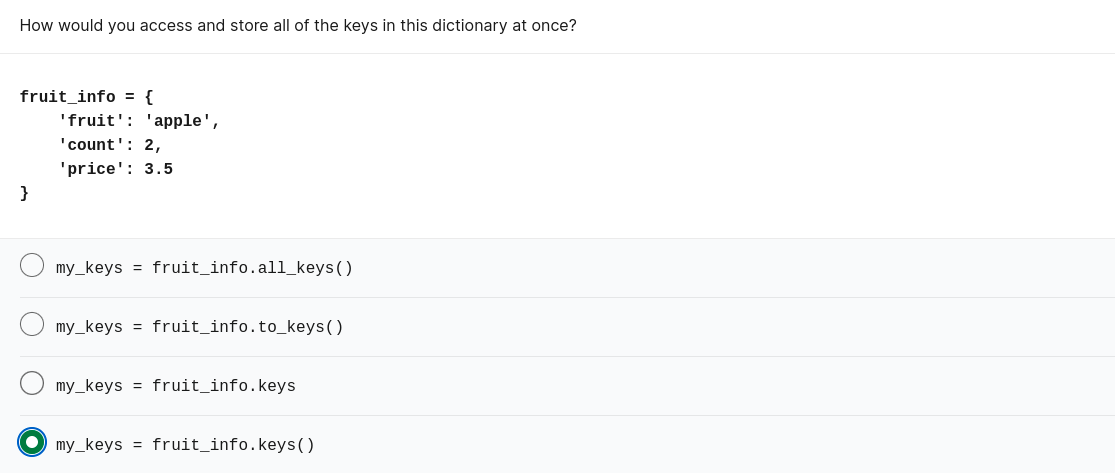 How would you access and store all of the keys in this dictionary at once?
fruit_info = {
    'fruit': 'apple',
    'count': 2,
    'price': 3.5
}
my_keys = fruit_info.all_keys()
my_keys = fruit_info.to_keys()
my_keys = fruit_info.keys
my_keys = fruit_info.keys()